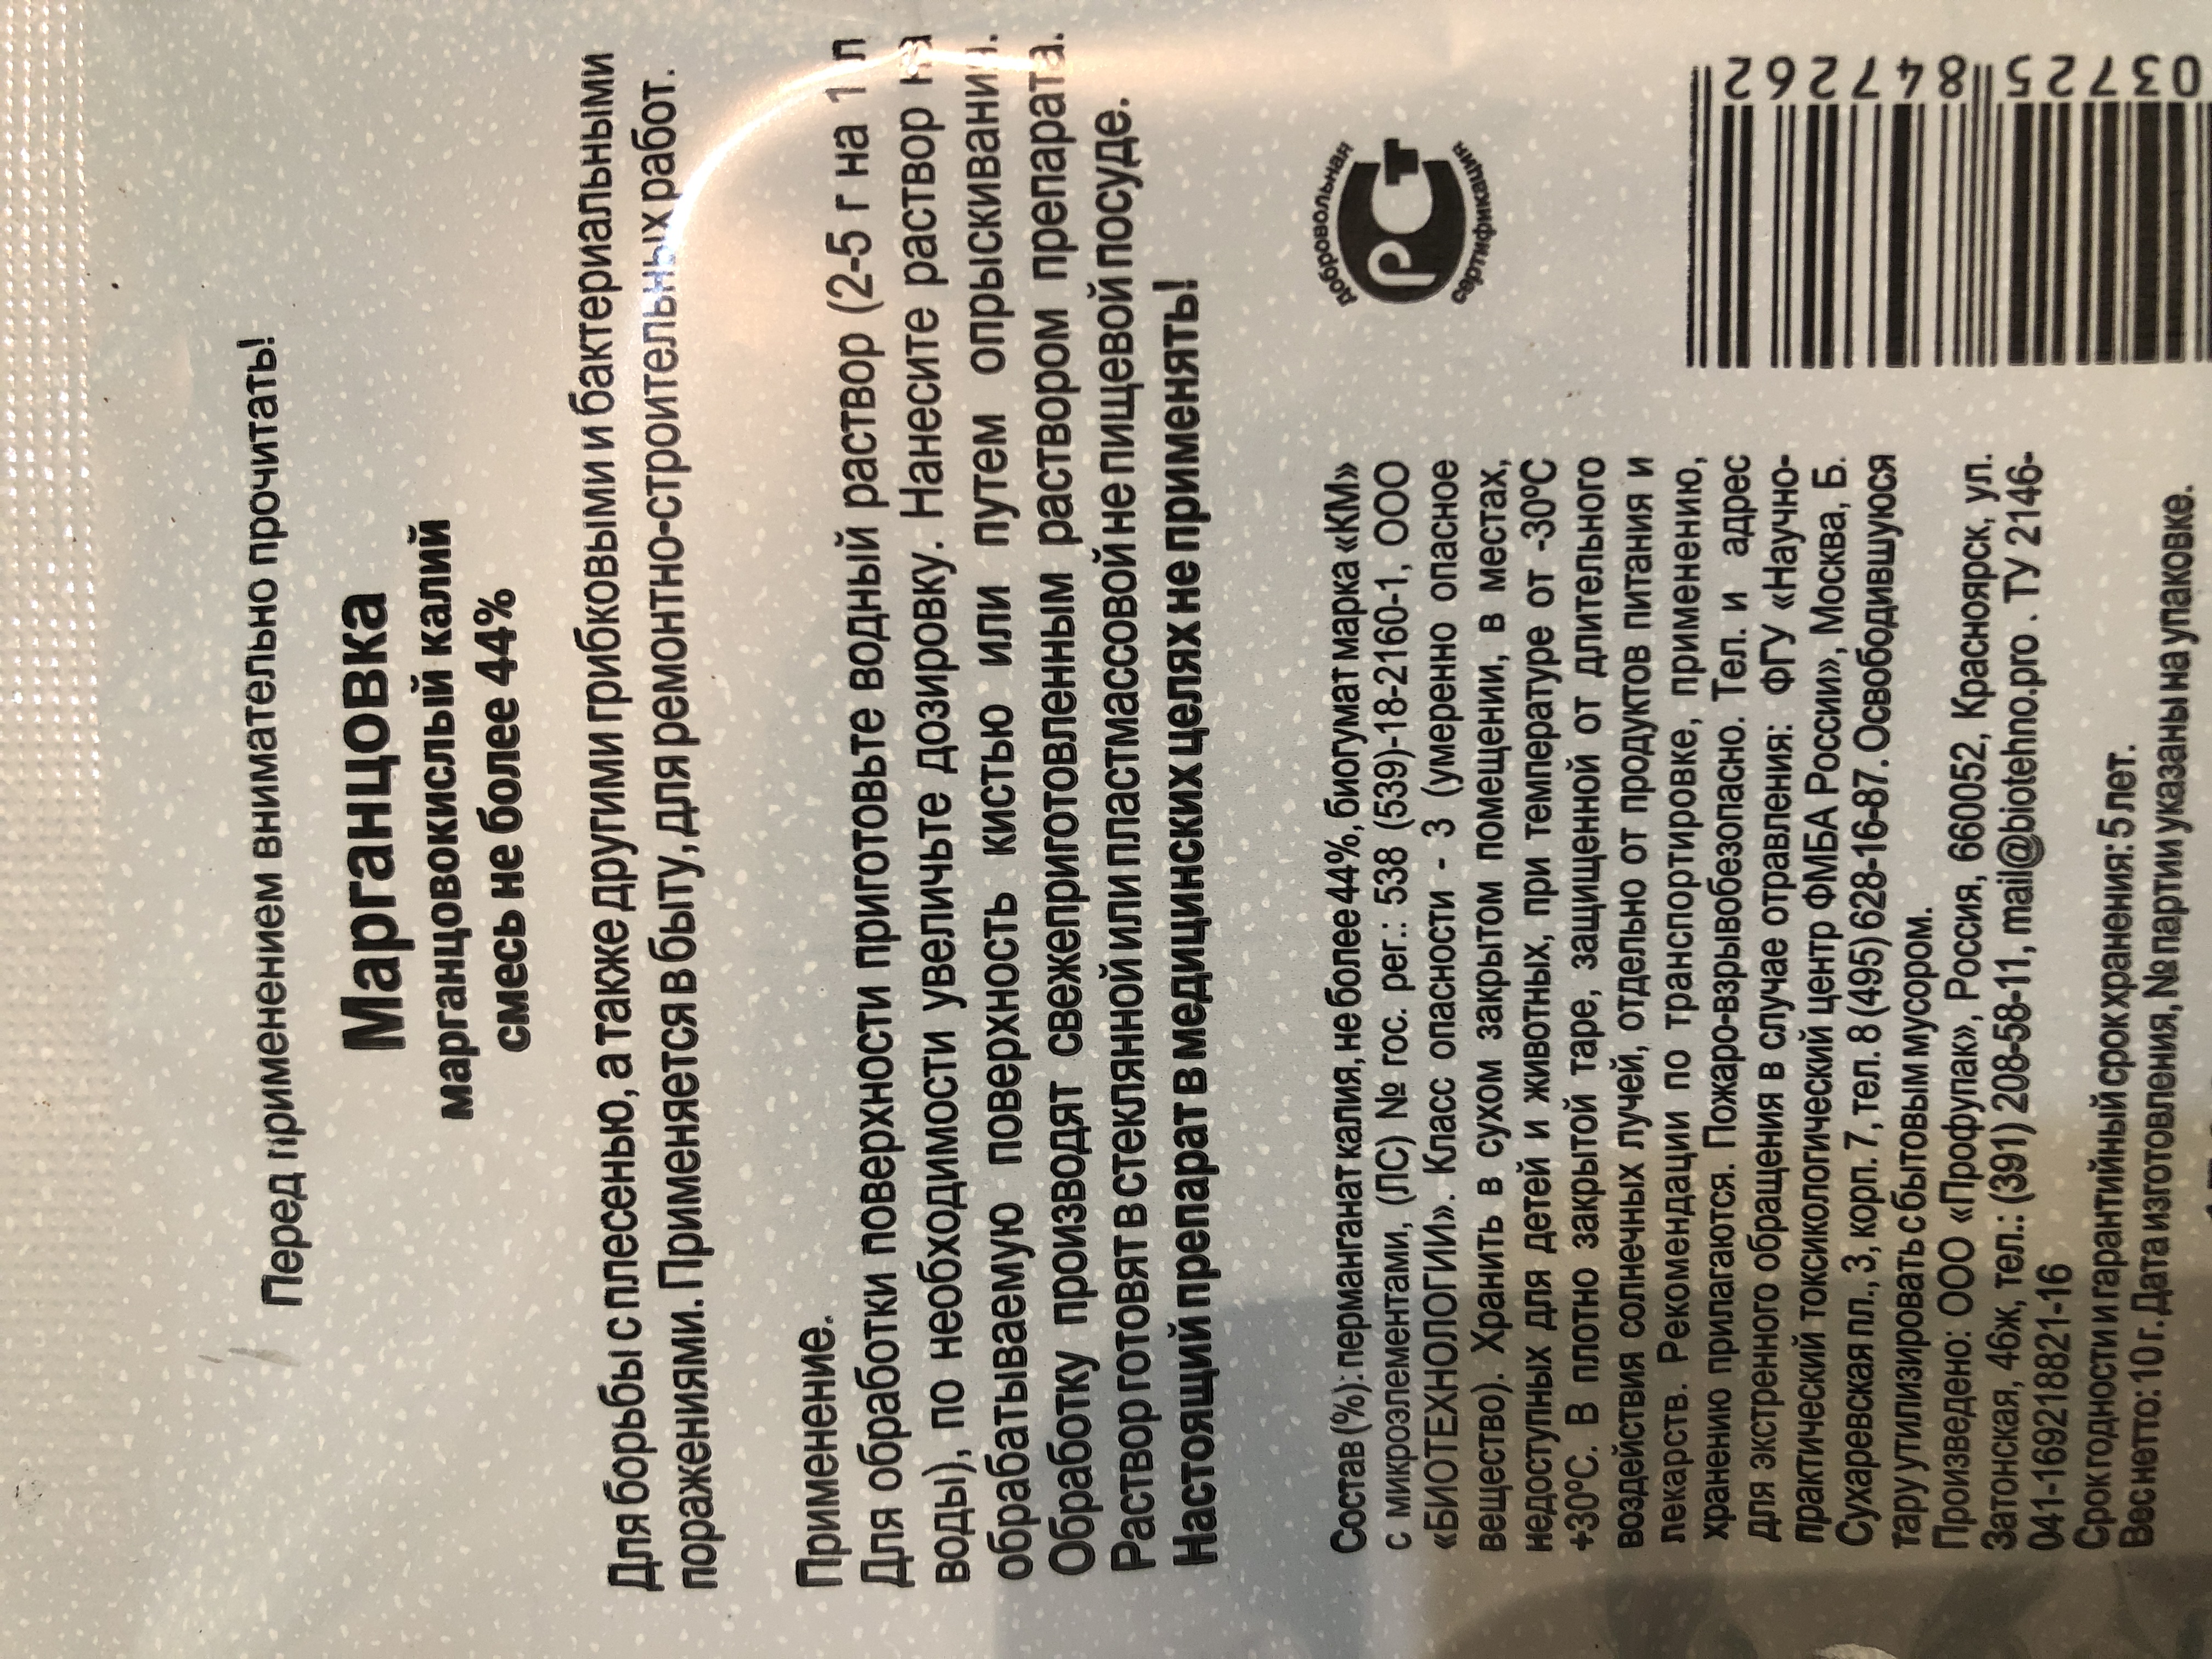 Перед применением внимательно прочитать!
Марганцовка
марганцовокислый калий
смесь не более 44%
Для борьбы с плесенью, а также другими грибковыми и бактериальными
поражениями. Применяется в быту, для ремонтно-строительных работ.
Применение.
Для обработки поверхности приготовьте водный раствор (2-5 г на 1 л
воды), по необходимости увеличьте дозировку. Нанесите раствор на
обрабатываемую поверхность кистью или путем опрыскивания.
Обработку производят свежеприготовленным раствором препарата.
Раствор готовят в стеклянной или пластмассовой не пищевой посуде.
Настоящий препарат в медицинских целях не применять!
Состав (%): перманганат калия, не более 44%, биогумат марка «КМ»
с микроэлементами, (ЛС) № гос. рег.: 538 (539)-18-2160-1, ООО
«БИОТЕХНОЛОГИИ». Класс опасности - 3 (умеренно опасное
вещество). Хранить в сухом закрытом помещении, в местах,
недоступных для детей и животных, при температуре от -30ºС
+30ºС. В плотно закрытой таре, защищенной от длительного
воздействия солнечных лучей, отдельно от продуктов питания и
лекарств. Рекомендации по транспортировке, применению,
хранению прилагаются. Пожаро-взрывобезопасно. Тел. и адрес
для экстренного обращения в случае отравления: ФГУ «Научно-
практический токсикологический центр ФМБА России», Москва, Б.
Сухаревская пл., 3, корп. 7, тел. 8 (495) 628-16-87. Освободившуюся
тару утилизировать с бытовым мусором.
Произведено: ООО «Профупак», Россия, 660052, Красноярск, ул.
Затонская, 46ж, тел.: (391) 208-58-11, mail@biotehno.pro . ТУ 2146-
041-16921 8821-16
Срок годности и гарантийный срок хранения: 5 лет.
Вес нетто: 10 г. Дата изготовления, № партии указаны на упаковке.
добровольная
РСТ
сертификация
03725 847262